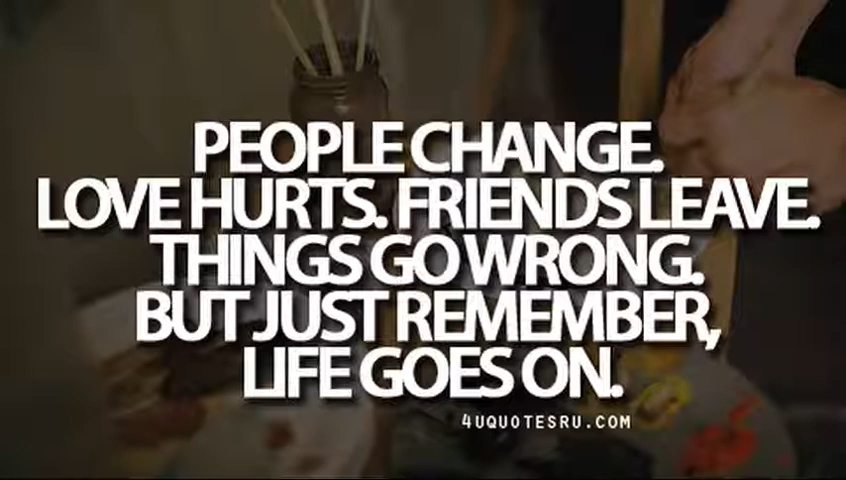 PEOPLE CHANGE.
LOVE HURTS. FRIENDS LEAVE.
THINGS GO WRONG.
BUT JUST REMEMBER,
LIFE GOES ON.
4UQUOTESRU.COM